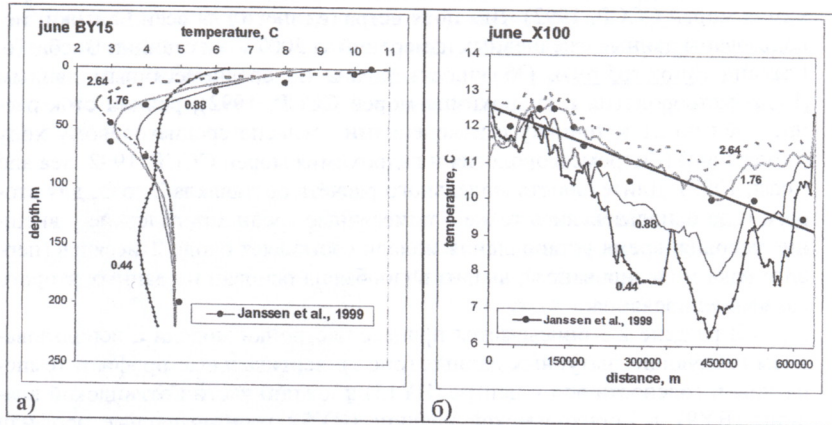 june BY15
temperature, C
2 3 4 5 6 7 8 9 10 11
depth, m
0
50
100
150
200
250
2.64
1.76
0.88
0.44
Janssen et al., 1999
а)
june_X100
temperature, C
14
13
12
11
10
9
8
7
6
2.64
1.76
0.88
0.44
Janssen et al., 1999
0 150000 300000 450000 600000
distance, m
б)